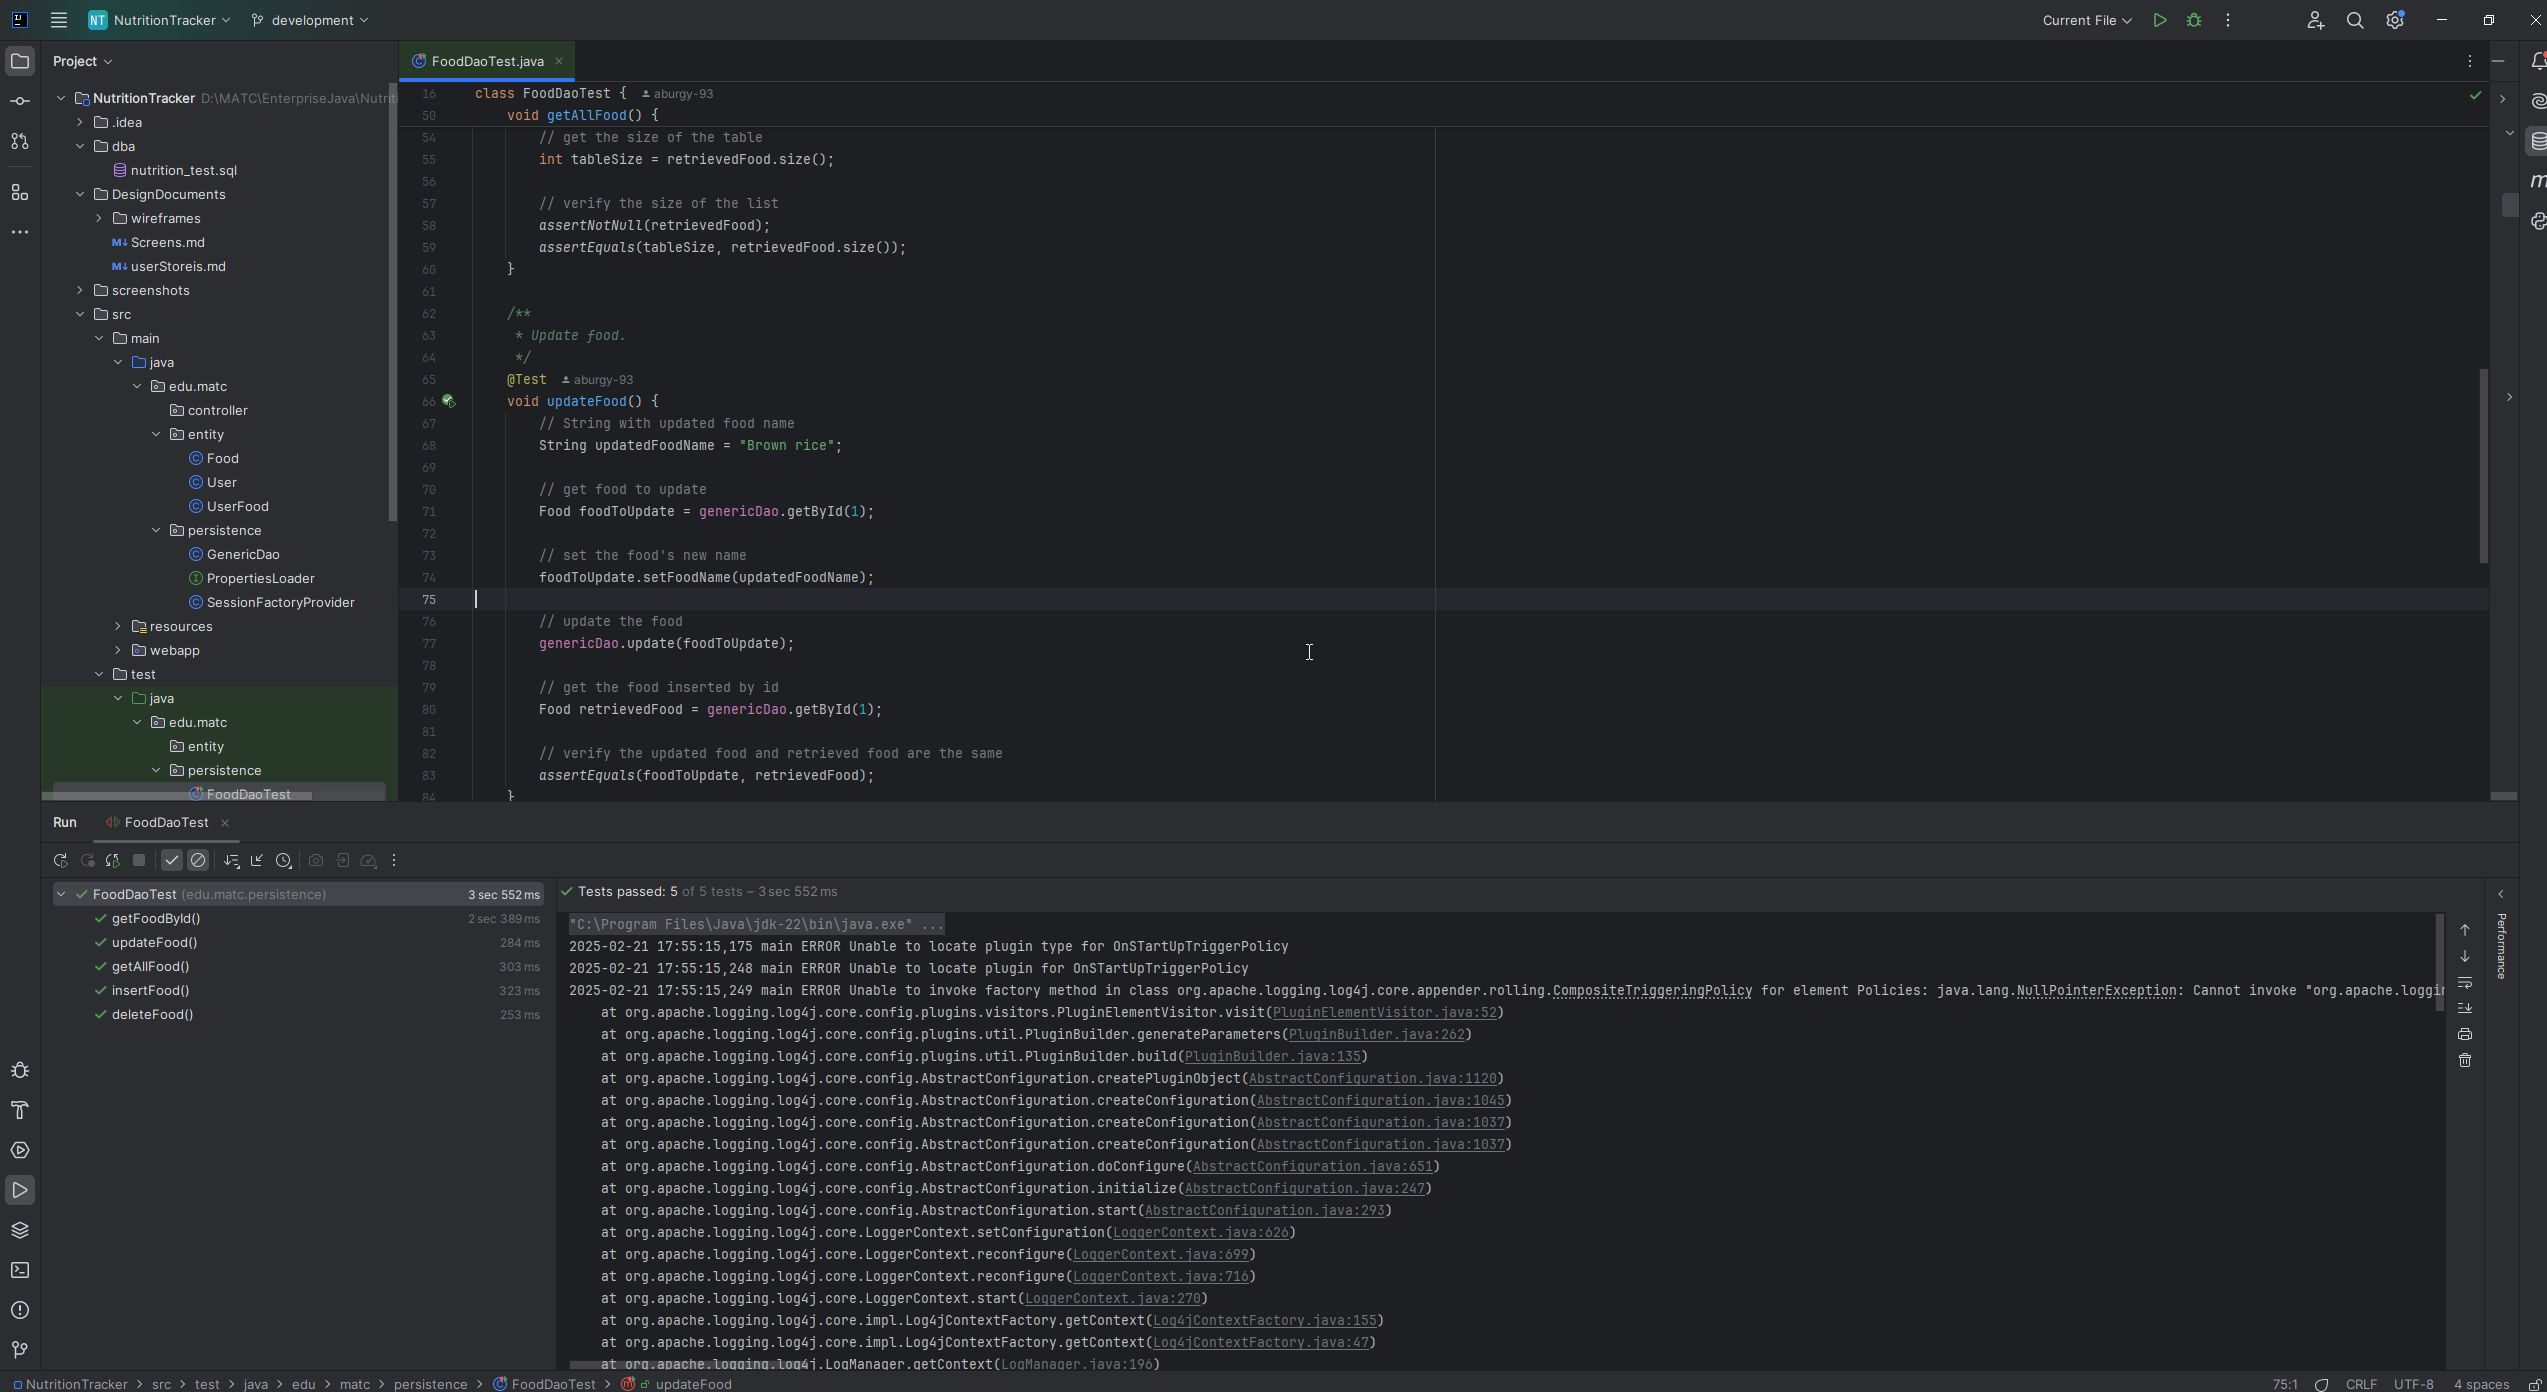 NT NutritionTracker development Current File
Project
FoodDaoTest.java
NutritionTracker D:\MATC\EnterpriseJava\Nutriti
.idea
dba
nutrition_test.sql
DesignDocuments
wireframes
M↓ Screens.md
M↓ userStoreis.md
screenshots
src
main
java
edu.matc
controller
entity
Food
User
UserFood
persistence
GenericDao
PropertiesLoader
SessionFactoryProvider
resources
webapp
test
java
edu.matc
entity
persistence
FoodDaoTest
16 class FoodDaoTest { aburgy-93
50 void getAllFood() {
54 // get the size of the table
55 int tableSize = retrievedFood.size();
56
57 // verify the size of the list
58 assertNotNull(retrievedFood);
59 assertEquals(tableSize, retrievedFood.size());
60 }
61
62 /**
63 * Update food.
64 */
65 @Test aburgy-93
66 void updateFood() {
67 // String with updated food name
68 String updatedFoodName = "Brown rice";
69
70 // get food to update
71 Food foodToUpdate = genericDao.getById(1);
72
73 // set the food's new name
74 foodToUpdate.setFoodName(updatedFoodName);
75
76 // update the food
77 genericDao.update(foodToUpdate);
78
79 // get the food inserted by id
80 Food retrievedFood = genericDao.getById(1);
81
82 // verify the updated food and retrieved food are the same
83 assertEquals(foodToUpdate, retrievedFood);
84 }
Run FoodDaoTest
FoodDaoTest (edu.matc.persistence) 3 sec 552 ms
getFoodById() 2 sec 389 ms
updateFood() 284 ms
getAllFood() 303 ms
insertFood() 323 ms
deleteFood() 253 ms
Tests passed: 5 of 5 tests – 3 sec 552 ms
"C:\Program Files\Java\jdk-22\bin\java.exe" ...
2025-02-21 17:55:15,175 main ERROR Unable to locate plugin type for OnSTartUpTriggerPolicy
2025-02-21 17:55:15,248 main ERROR Unable to locate plugin for OnSTartUpTriggerPolicy
2025-02-21 17:55:15,249 main ERROR Unable to invoke factory method in class org.apache.logging.log4j.core.appender.rolling.CompositeTriggeringPolicy for element Policies: java.lang.NullPointerException: Cannot invoke "org.apache.loggin
at org.apache.logging.log4j.core.config.plugins.visitors.PluginElementVisitor.visit(PluginElementVisitor.java:52)
at org.apache.logging.log4j.core.config.plugins.util.PluginBuilder.generateParameters(PluginBuilder.java:262)
at org.apache.logging.log4j.core.config.plugins.util.PluginBuilder.build(PluginBuilder.java:135)
at org.apache.logging.log4j.core.config.AbstractConfiguration.createPluginObject(AbstractConfiguration.java:1120)
at org.apache.logging.log4j.core.config.AbstractConfiguration.createConfiguration(AbstractConfiguration.java:1045)
at org.apache.logging.log4j.core.config.AbstractConfiguration.createConfiguration(AbstractConfiguration.java:1037)
at org.apache.logging.log4j.core.config.AbstractConfiguration.createConfiguration(AbstractConfiguration.java:1037)
at org.apache.logging.log4j.core.config.AbstractConfiguration.doConfigure(AbstractConfiguration.java:651)
at org.apache.logging.log4j.core.config.AbstractConfiguration.initialize(AbstractConfiguration.java:247)
at org.apache.logging.log4j.core.config.AbstractConfiguration.start(AbstractConfiguration.java:293)
at org.apache.logging.log4j.core.LoggerContext.setConfiguration(LoggerContext.java:626)
at org.apache.logging.log4j.core.LoggerContext.reconfigure(LoggerContext.java:699)
at org.apache.logging.log4j.core.LoggerContext.reconfigure(LoggerContext.java:716)
at org.apache.logging.log4j.core.LoggerContext.start(LoggerContext.java:270)
at org.apache.logging.log4j.core.impl.Log4jContextFactory.getContext(Log4jContextFactory.java:155)
at org.apache.logging.log4j.core.impl.Log4jContextFactory.getContext(Log4jContextFactory.java:47)
at org.apache.logging.log4j.LogManager.getContext(LogManager.java:196)
Performance
NutritionTracker > src > test > java > edu > matc > persistence > FoodDaoTest > updateFood 75:1 CRLF UTF-8 4 spaces